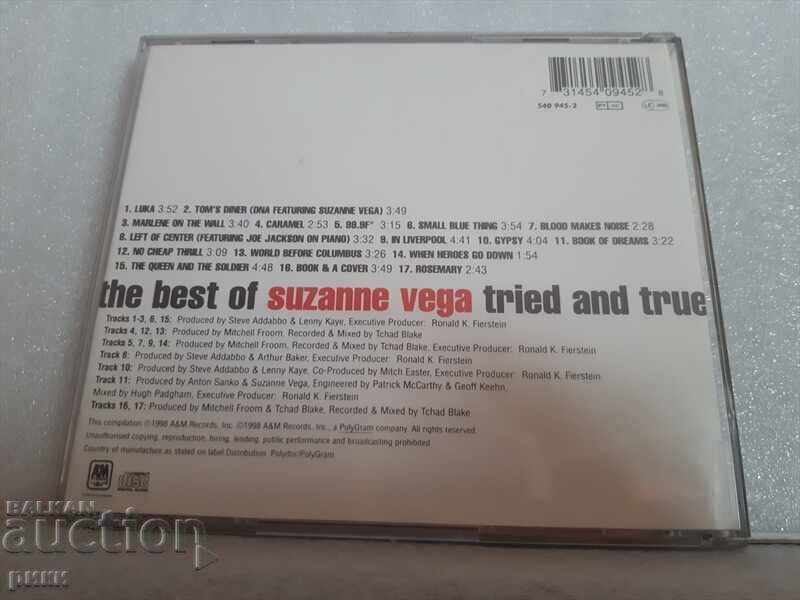 7 31454 09452 8
540 945-2
1. LUKA 3:52 2. TOM'S DINER (DNA FEATURING SUZANNE VEGA) 3:49
3. MARLENE ON THE WALL 3:40 4. CARAMEL 2:53 5. 99.9F° 3:15 6. SMALL BLUE THING 3:54 7. BLOOD MAKES NOISE 2:28
8. LEFT OF CENTER (FEATURING JOE JACKSON ON PIANO) 3:32 9. IN LIVERPOOL 4:41 10. GYPSY 4:04 11. BOOK OF DREAMS 3:22
12. NO CHEAP THRILL 3:09 13. WORLD BEFORE COLUMBUS 3:26 14. WHEN HEROES GO DOWN 1:54
15. THE QUEEN AND THE SOLDIER 4:48 16. BOOK & A COVER 3:49 17. ROSEMARY 2:43
the best of suzanne vega tried and true
Tracks 1-3, 6, 15: Produced by Steve Addabbo & Lenny Kaye, Executive Producer: Ronald K. Fierstein
Tracks 4, 12, 13: Produced by Mitchell Froom, Recorded & Mixed by Tchad Blake
Tracks 5, 7, 9, 14: Produced by Mitchell Froom, Recorded & Mixed by Tchad Blake, Executive Producer: Ronald K. Fierstein
Track 8: Produced by Steve Addabbo & Arthur Baker, Executive Producer: Ronald K. Fierstein
Track 10: Produced by Steve Addabbo & Lenny Kaye, Co-Produced by Mitch Easter, Executive Producer: Ronald K. Fierstein
Track 11: Produced by Anton Sanko & Suzanne Vega, Engineered by Patrick McCarthy & Geoff Keehn,
Mixed by Hugh Padgham, Executive Producer: Ronald K. Fierstein
Tracks 16, 17: Produced by Mitchell Froom & Tchad Blake, Recorded & Mixed by Tchad Blake
This compilation ℗1998 A&M Records, Inc. ©1998 A&M Records, Inc., a PolyGram company. All rights reserved.
Unauthorised copying, reproduction, hiring, lending, public performance and broadcasting prohibited.
Country of manufacture as stated on label Distribution Polydor/PolyGram
A&M
COMPACT disc DIGITAL AUDIO
BALKAN
auction
рики